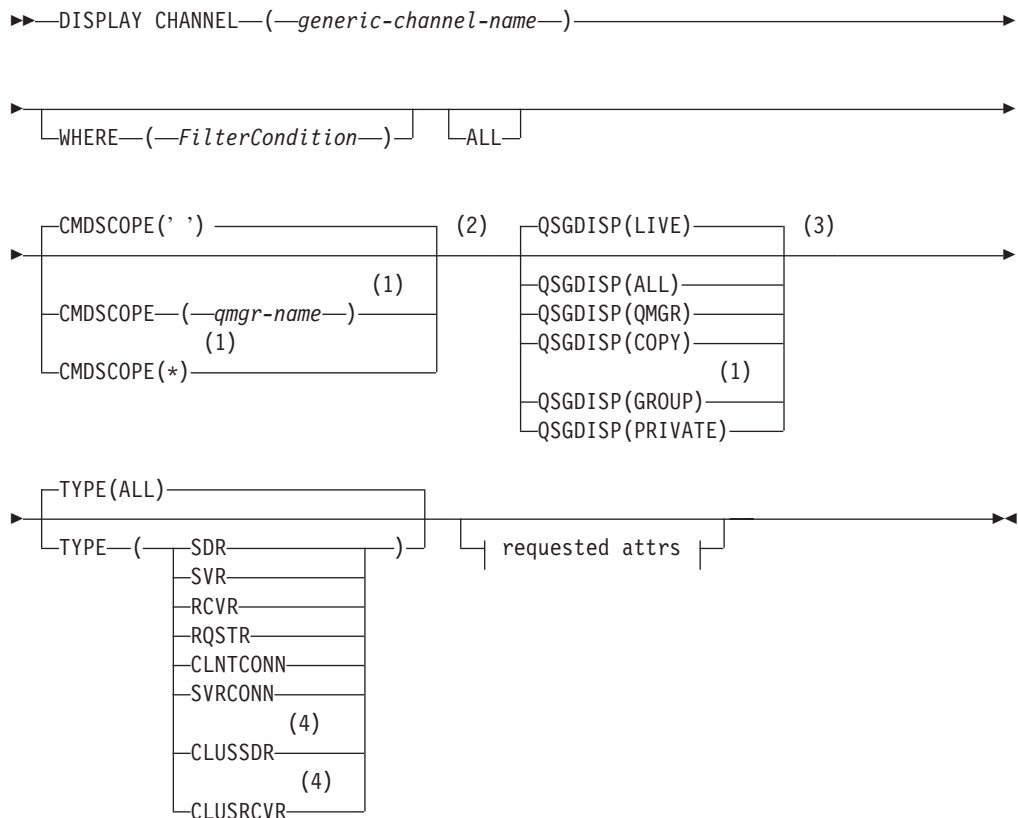 DISPLAY CHANNEL ( generic-channel-name )
WHERE ( FilterCondition ) ALL
CMDSCOPE(' ') (2) QSGDISP(LIVE) (3)
(1) QSGDISP(ALL)
CMDSCOPE ( qmgr-name ) QSGDISP(QMGR)
(1) QSGDISP(COPY)
CMDSCOPE(*) (1)
QSGDISP(GROUP)
QSGDISP(PRIVATE)
TYPE(ALL)
TYPE ( SDR ) requested attrs
SVR
RCVR
RQSTR
CLNTCONN
SVRCONN
(4)
CLUSSDR
(4)
CLUSRCVR